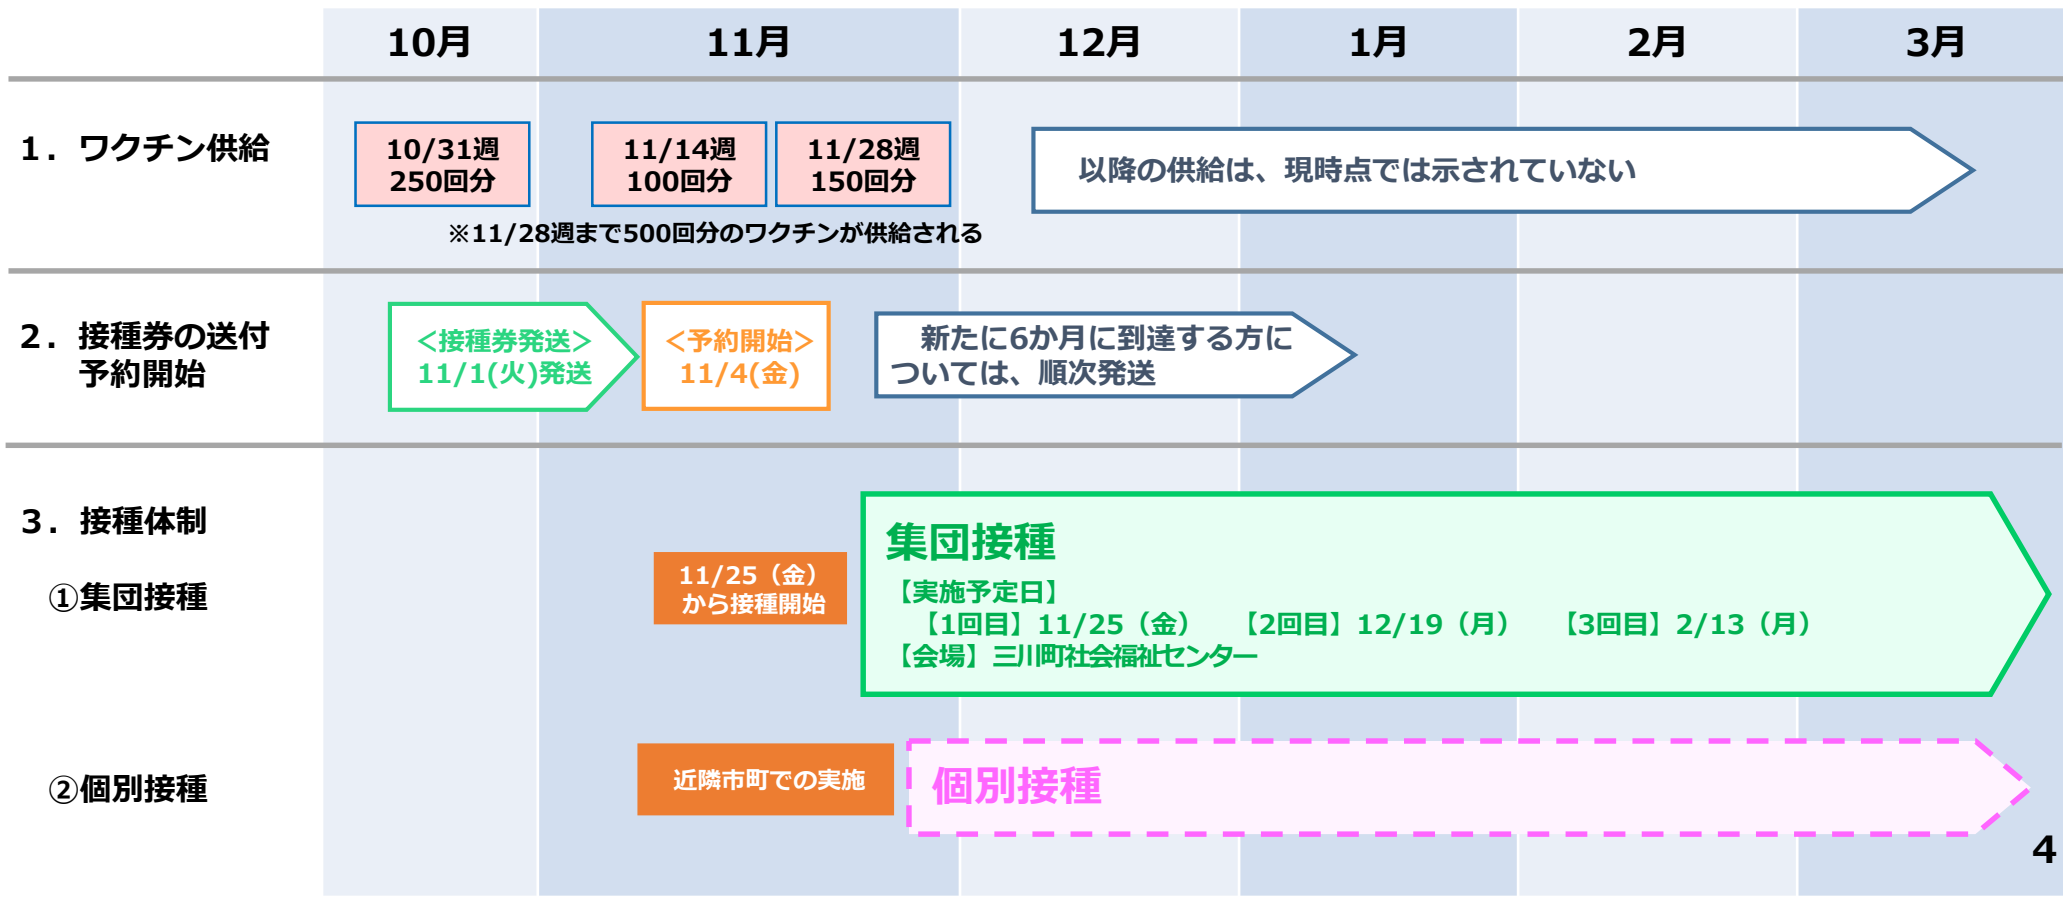 10月 11月 12月 1月 2月 3月
1．ワクチン供給
10/31週
250回分
11/14週
100回分
11/28週
150回分
以降の供給は、現時点では示されていない
※11/28週まで500回分のワクチンが供給される
2．接種券の送付
予約開始
＜接種券発送＞
11/1(火)発送
＜予約開始＞
11/4(金)
新たに6か月に到達する方に
ついては、順次発送
3．接種体制
①集団接種
11/25（金）
から接種開始
集団接種
【実施予定日】
【1回目】11/25（金） 【2回目】12/19（月） 【3回目】2/13（月）
【会場】三川町社会福祉センター
②個別接種
近隣市町での実施
個別接種
4